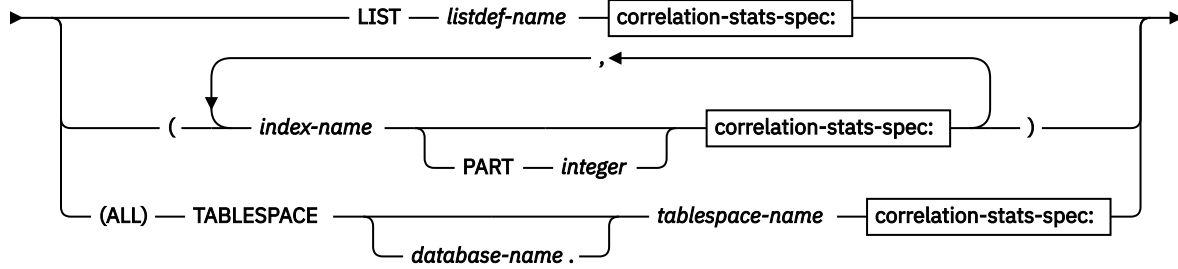 LIST listdef-name correlation-stats-spec:
,
( index-name correlation-stats-spec: )
PART integer
(ALL) TABLESPACE tablespace-name correlation-stats-spec:
database-name .